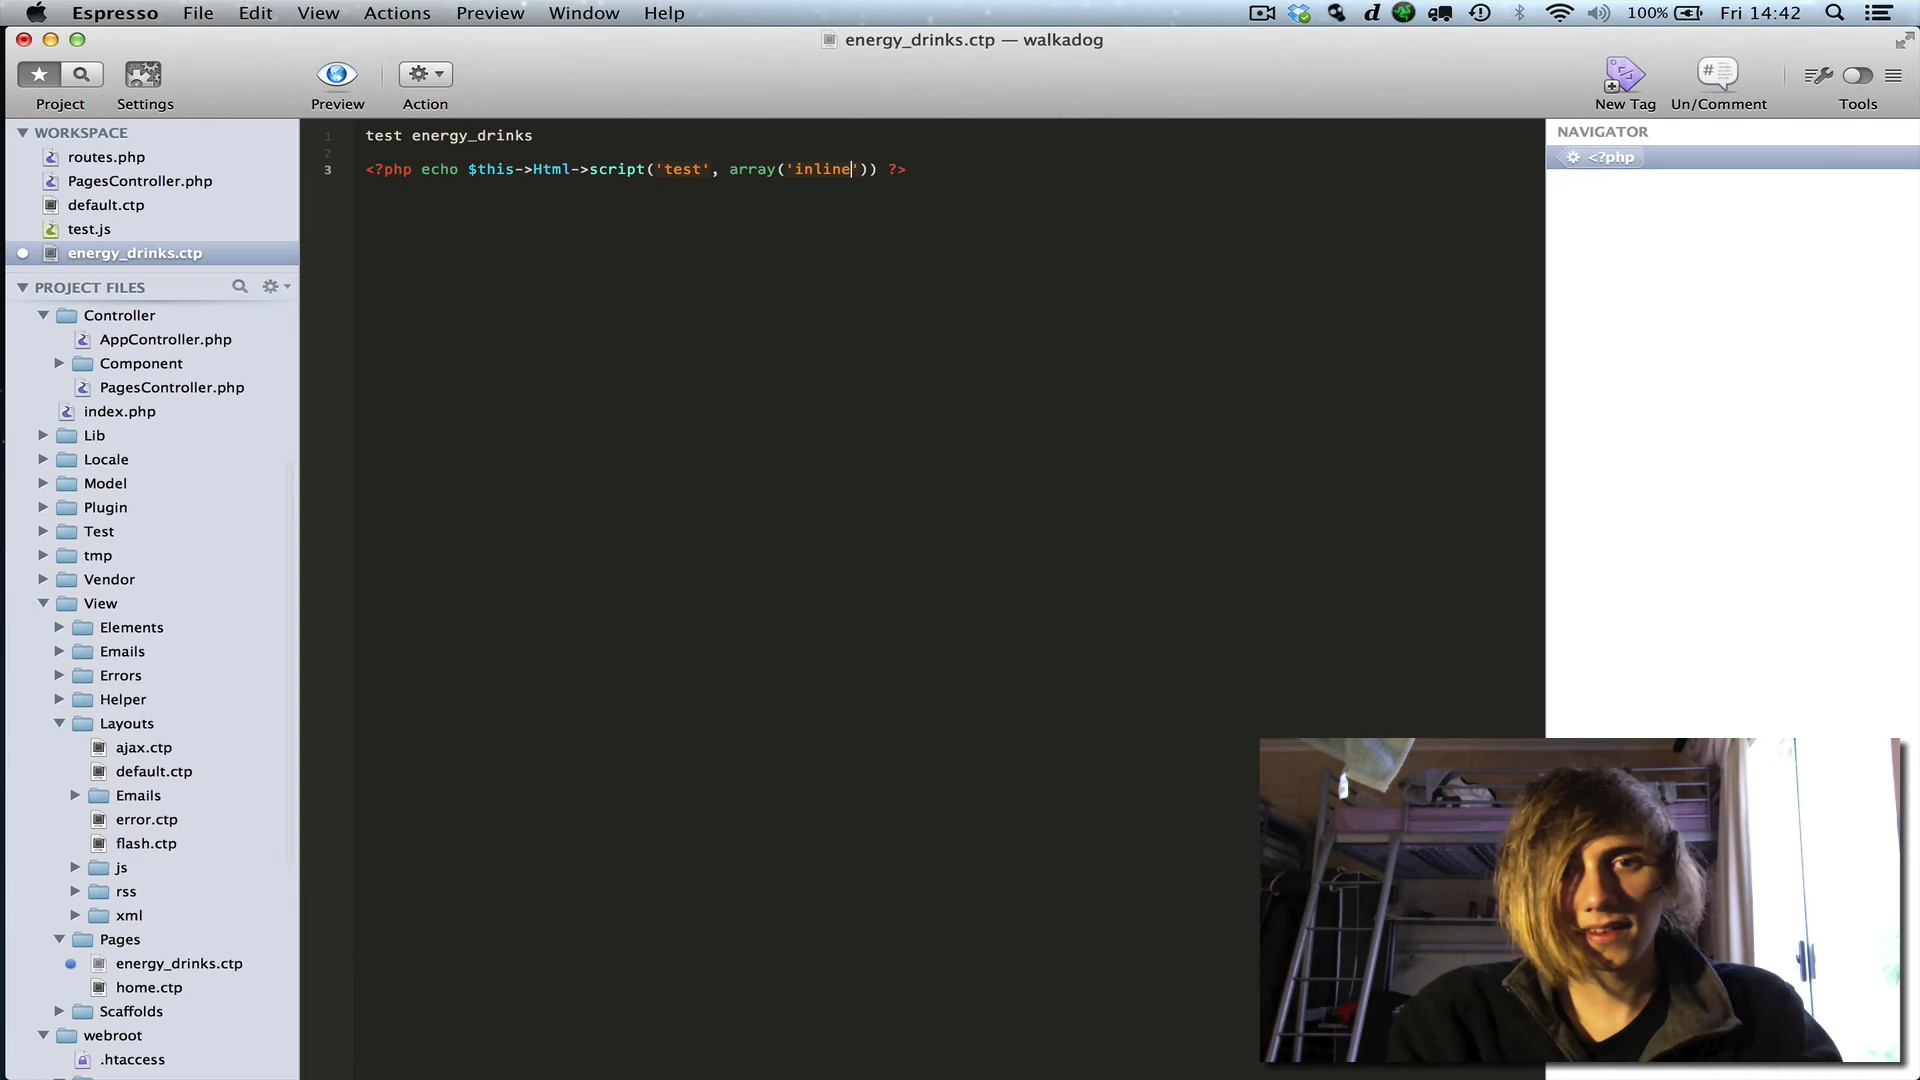 Espresso File Edit View Actions Preview Window Help
100% Fri 14:42
energy_drinks.ctp — walkadog
Project Settings Preview Action New Tag Un/Comment Tools
WORKSPACE
routes.php
PagesController.php
default.ctp
test.js
energy_drinks.ctp
PROJECT FILES
Controller
AppController.php
Component
PagesController.php
index.php
Lib
Locale
Model
Plugin
Test
tmp
Vendor
View
Elements
Emails
Errors
Helper
Layouts
ajax.ctp
default.ctp
Emails
error.ctp
flash.ctp
js
rss
xml
Pages
energy_drinks.ctp
home.ctp
Scaffolds
webroot
.htaccess
1 test energy_drinks
2
3 <?php echo $this->Html->script('test', array('inline')) ?>
NAVIGATOR
<?php